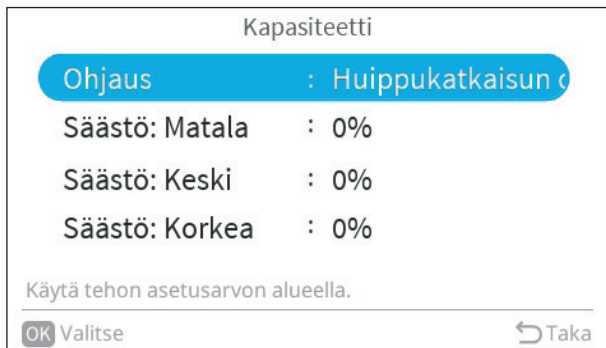 Kapasiteetti
Ohjaus : Huippukatkaisun
Säästö: Matala : 0%
Säästö: Keski : 0%
Säästö: Korkea : 0%
Käytä tehon asetusarvon alueella.
OK Valitse Taka